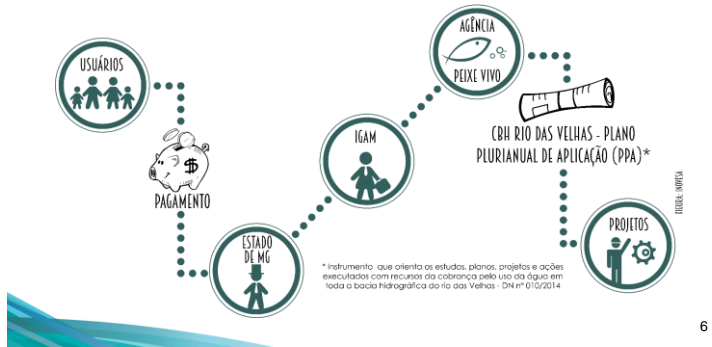 USUÁRIOS
$
PAGAMENTO
ESTADO
DE MG
IGAM
AGÊNCIA
PEIXE VIVO
CBH RIO DAS VELHAS - PLANO
PLURIANUAL DE APLICAÇÃO (PPA)*
PROJETOS
FIGURA: INOVESA
* Instrumento que orienta os estudos, planos, projetos e ações
executados com recursos da cobrança pelo uso da água em
toda a bacia hidrográfica do rio das Velhas - DN nº 010/2014
6